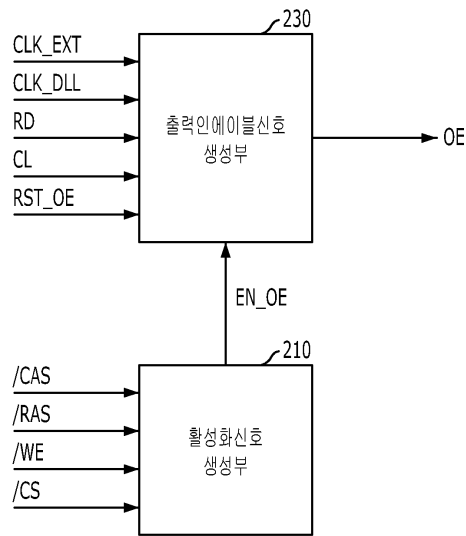 230
CLK_EXT
CLK_DLL
RD
CL
RST_OE
출력인에이블신호
생성부
OE
EN_OE
210
/CAS
/RAS
/WE
/CS
활성화신호
생성부